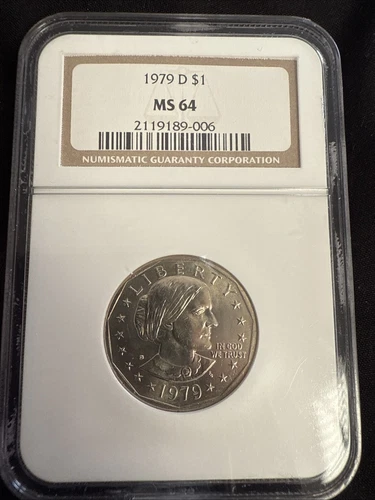 1979 D $1
MS 64
2119189-006
NUMISMATIC GUARANTY CORPORATION
LIBERTY
D
IN GOD
WE TRUST
1979